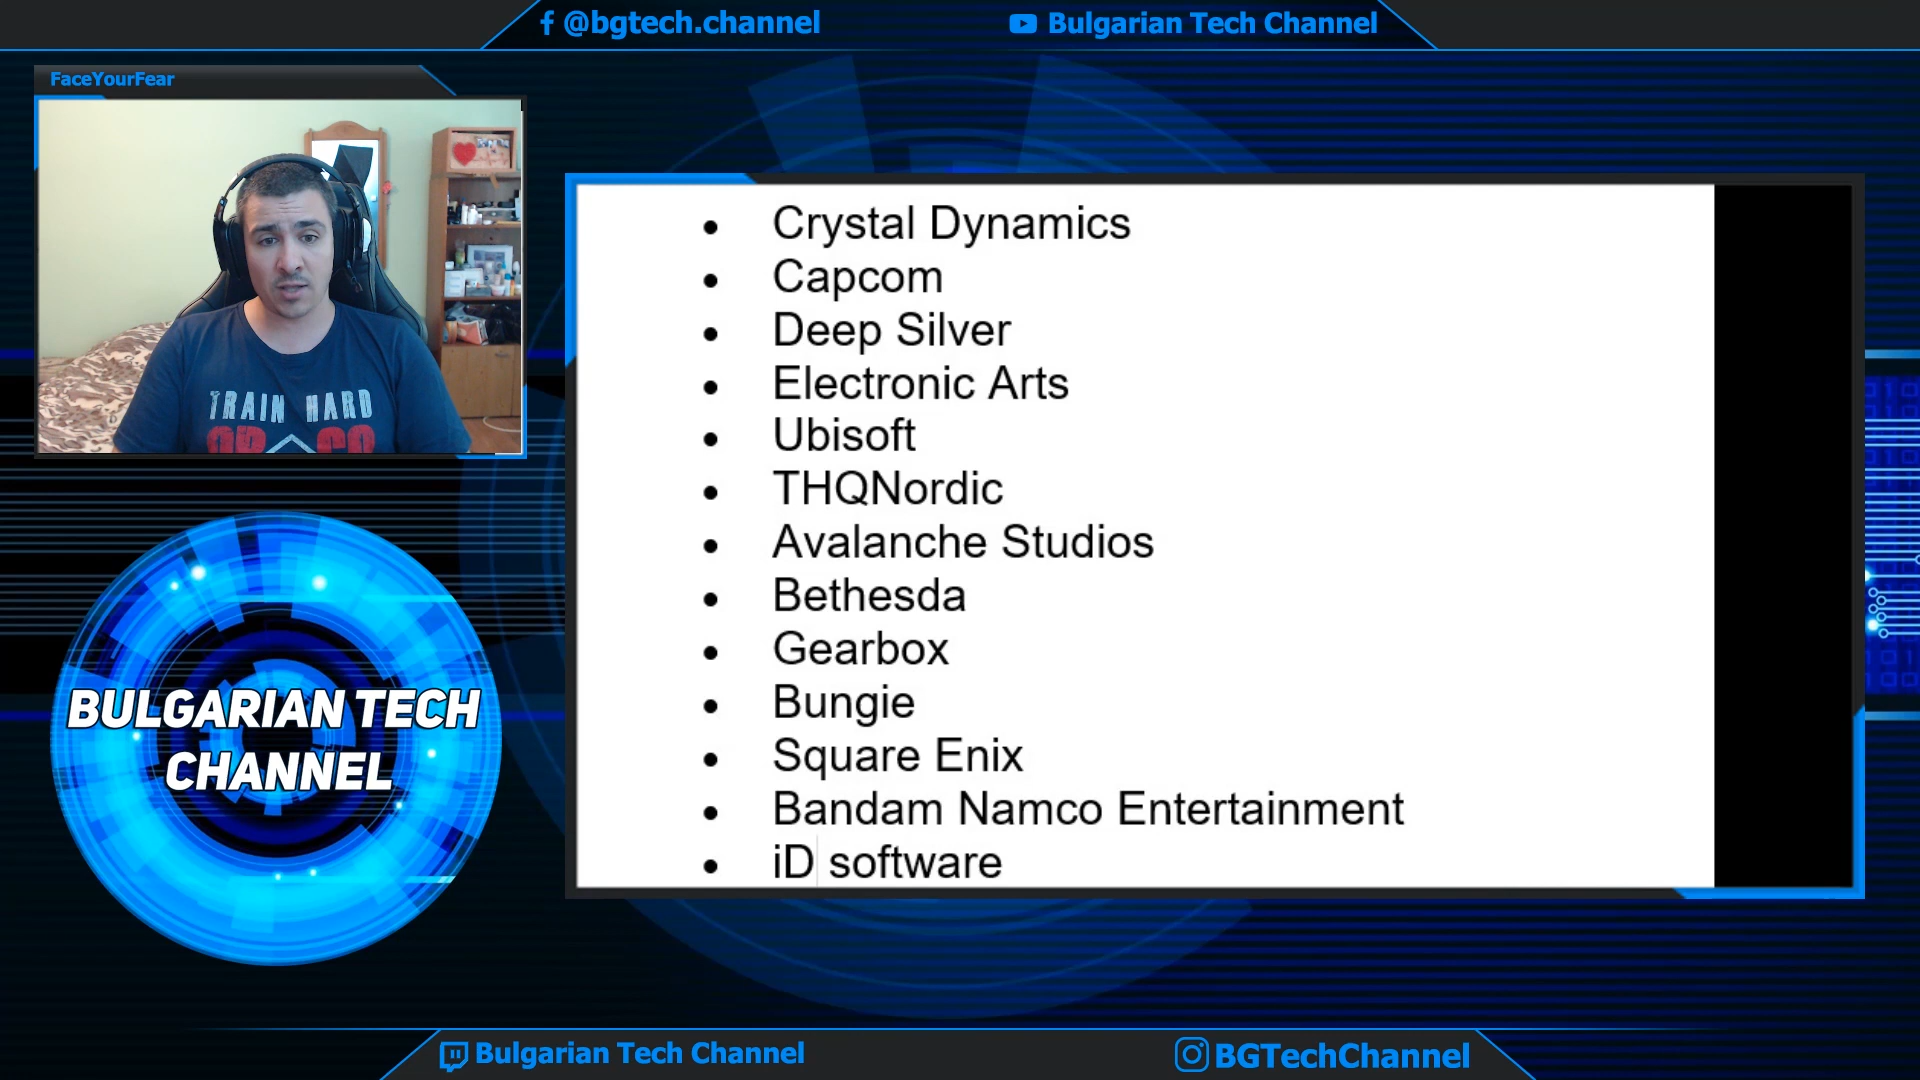 @bgtech.channel
Bulgarian Tech Channel
FaceYourFear
TRAIN HARD
BULGARIAN TECH
CHANNEL
• Crystal Dynamics
• Capcom
• Deep Silver
• Electronic Arts
• Ubisoft
• THQNordic
• Avalanche Studios
• Bethesda
• Gearbox
• Bungie
• Square Enix
• Bandam Namco Entertainment
• iD software
Bulgarian Tech Channel
BGTechChannel